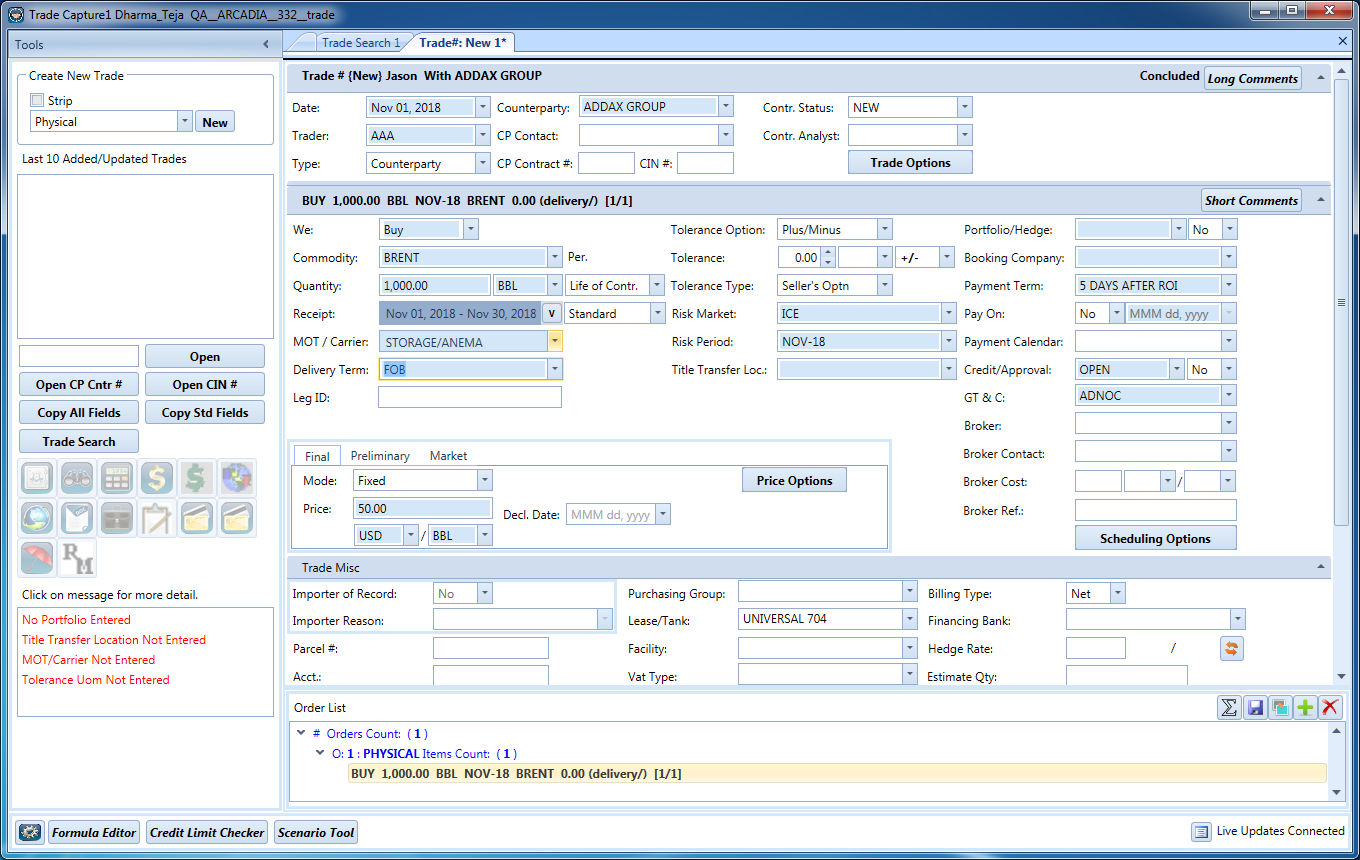 Trade Capture1 Dharma_Teja QA__ARCADIA__332__trade
Tools
Trade Search 1
Trade#: New 1*
Create New Trade
Strip
Physical
New
Last 10 Added/Updated Trades
Open
Open CP Cntr #
Open CIN #
Copy All Fields
Copy Std Fields
Trade Search
RM
Click on message for more detail.
No Portfolio Entered
Title Transfer Location Not Entered
MOT/Carrier Not Entered
Tolerance Uom Not Entered
Trade # {New} Jason With ADDAX GROUP
Concluded
Long Comments
Date: Nov 01, 2018 Counterparty: ADDAX GROUP Contr. Status: NEW
Trader: AAA CP Contact: Contr. Analyst:
Type: Counterparty CP Contract #: CIN #: Trade Options
BUY 1,000.00 BBL NOV-18 BRENT 0.00 (delivery/) [1/1]
Short Comments
We: Buy Tolerance Option: Plus/Minus Portfolio/Hedge: No
Commodity: BRENT Per. Tolerance: 0.00 +/- Booking Company:
Quantity: 1,000.00 BBL Life of Contr. Tolerance Type: Seller's Optn Payment Term: 5 DAYS AFTER ROI
Receipt: Nov 01, 2018 - Nov 30, 2018 v Standard Risk Market: ICE Pay On: No MMM dd, yyyy
MOT / Carrier: STORAGE/ANEMA Risk Period: NOV-18 Payment Calendar:
Delivery Term: FOB Title Transfer Loc.: Credit/Approval: OPEN No
Leg ID: GT & C: ADNOC
Broker:
Broker Contact:
Broker Cost: /
Broker Ref.:
Scheduling Options
Final Preliminary Market
Mode: Fixed Price Options
Price: 50.00 Decl. Date: MMM dd, yyyy
USD / BBL
Trade Misc
Importer of Record: No Purchasing Group: Billing Type: Net
Importer Reason: Lease/Tank: UNIVERSAL 704 Financing Bank:
Parcel #: Facility: Hedge Rate: /
Acct.: Vat Type: Estimate Qty:
Order List
# Orders Count: ( 1 )
O: 1 : PHYSICAL Items Count: ( 1 )
BUY 1,000.00 BBL NOV-18 BRENT 0.00 (delivery/) [1/1]
Formula Editor
Credit Limit Checker
Scenario Tool
Live Updates Connected